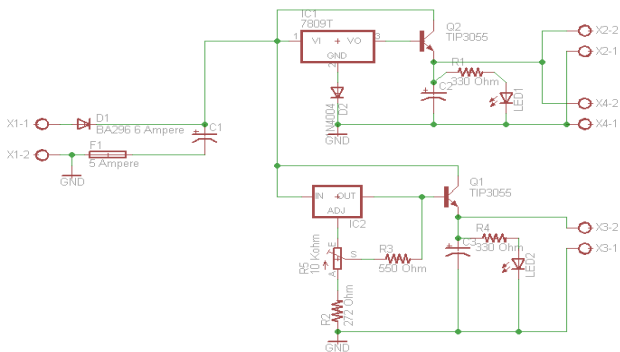 IC1
7809T
1 VI + VO 3
GND
2
Q2
TIP3055
X2-2
X2-1
R1
330 Ohm
C2
LED1
X4-2
X4-1
1N4004
D2
GND
X1-1
D1
BA296 6 Ampere
C1
X1-2
F1
5 Ampere
GND
Q1
TIP3055
IN + OUT
ADJ
IC2
R4
330 Ohm
C3
LED2
X3-2
X3-1
R5
10 Kohm
E
S
A
R3
550 Ohm
R2
272 Ohm
GND